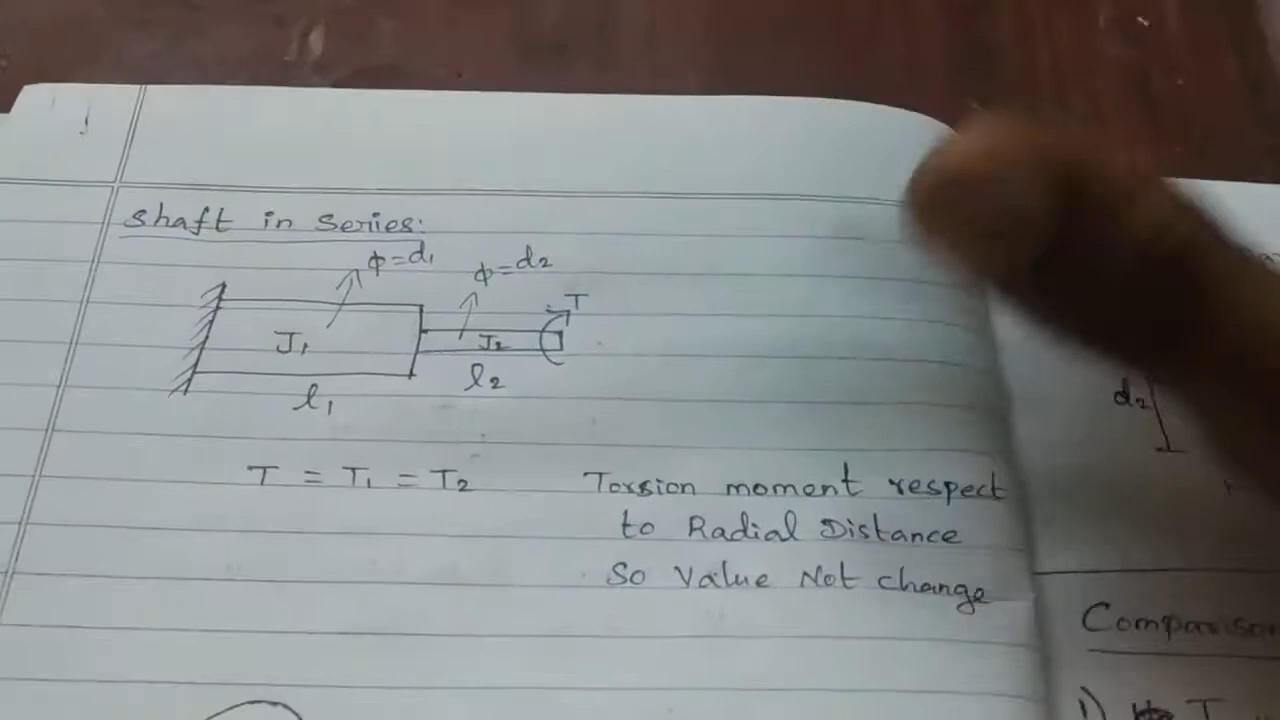 Shaft in Series:
ϕ=d₁
ϕ=d₂
T
J₁
J₂
l₁
l₂
T = T₁ = T₂
Torsion moment respect
to Radial Distance
So Value Not change
d₂
1) T